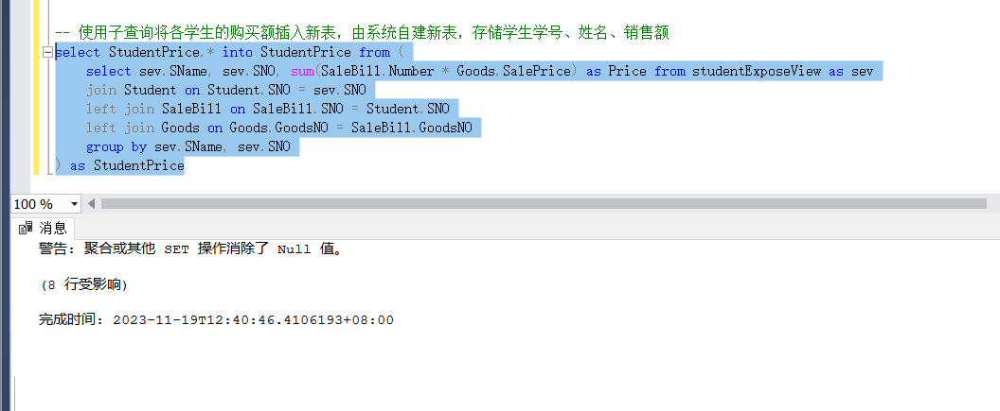 -- 使用子查询将各学生的购买额插入新表，由系统自建新表，存储学生学号、姓名、销售额
select StudentPrice.* into StudentPrice from (
select sev.SName, sev.SNO, sum(SaleBill.Number * Goods.SalePrice) as Price from studentExposeView as sev
join Student on Student.SNO = sev.SNO
left join SaleBill on SaleBill.SNO = Student.SNO
left join Goods on Goods.GoodsNO = SaleBill.GoodsNO
group by sev.SName, sev.SNO
) as StudentPrice
100 %
消息
警告: 聚合或其他 SET 操作消除了 Null 值。
(8 行受影响)
完成时间: 2023-11-19T12:40:46.4106193+08:00